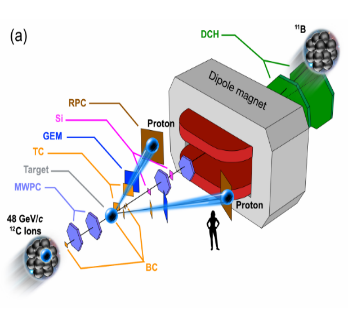 (a)
DCH
¹¹B
Dipole magnet
RPC
Proton
Si
GEM
TC
Target
MWPC
48 GeV/c
¹²C Ions
Proton
BC